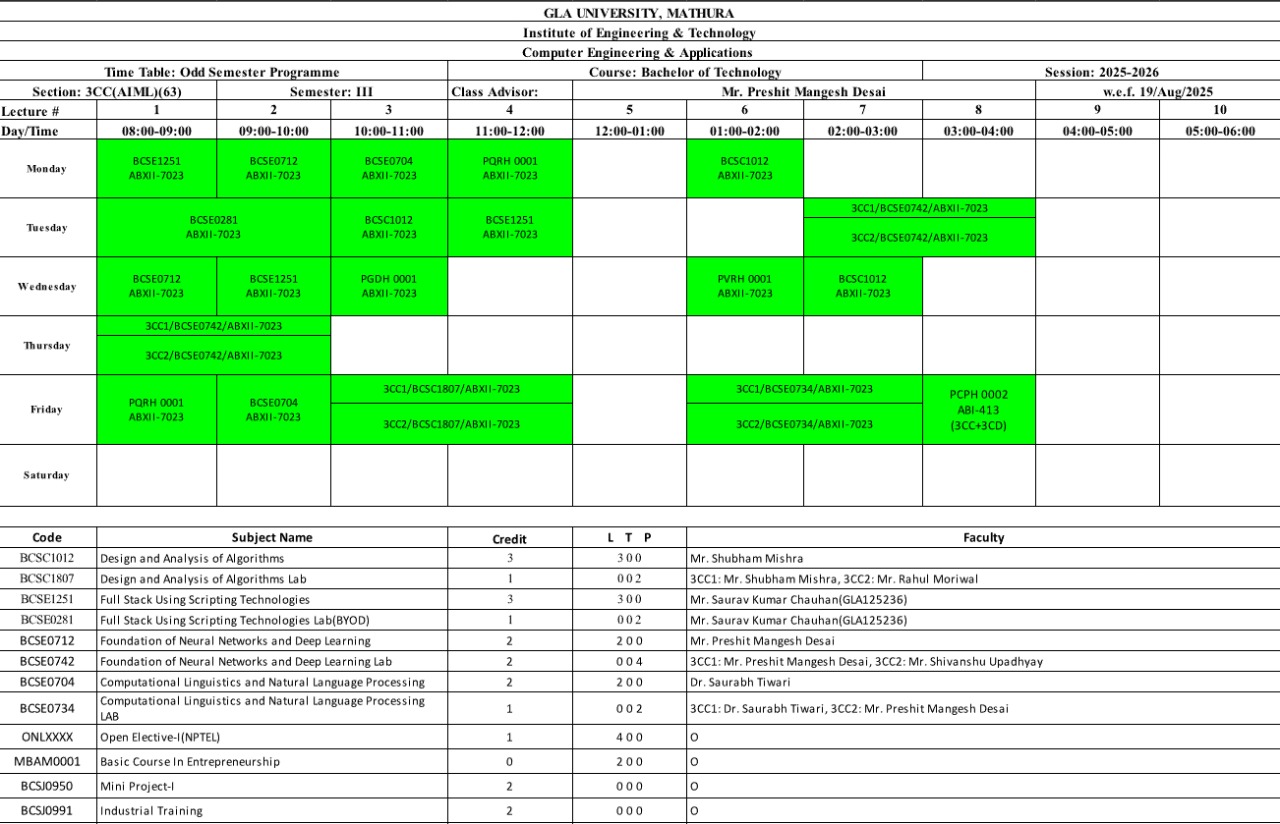 GLA UNIVERSITY, MATHURA
Institute of Engineering & Technology
Computer Engineering & Applications
Time Table: Odd Semester Programme Course: Bachelor of Technology Session: 2025-2026
Section: 3CC(AIML)(63) Semester: III Class Advisor: Mr. Preshit Mangesh Desai w.e.f. 19/Aug/2025
Lecture # 1 2 3 4 5 6 7 8 9 10
Day/Time 08:00-09:00 09:00-10:00 10:00-11:00 11:00-12:00 12:00-01:00 01:00-02:00 02:00-03:00 03:00-04:00 04:00-05:00 05:00-06:00
Monday
BCSE1251 BCSE0712 BCSE0704 PQRH 0001 BCSC1012
ABXII-7023 ABXII-7023 ABXII-7023 ABXII-7023 ABXII-7023
Tuesday
BCSE0281 BCSC1012 BCSE1251
ABXII-7023 ABXII-7023 ABXII-7023
3CC1/BCSE0742/ABXII-7023
3CC2/BCSE0742/ABXII-7023
Wednesday
BCSE0712 BCSE1251 PGDH 0001 PVRH 0001 BCSC1012
ABXII-7023 ABXII-7023 ABXII-7023 ABXII-7023 ABXII-7023
Thursday
3CC1/BCSE0742/ABXII-7023
3CC2/BCSE0742/ABXII-7023
Friday
PQRH 0001 BCSE0704
ABXII-7023 ABXII-7023
3CC1/BCSC1807/ABXII-7023 3CC1/BCSE0734/ABXII-7023
3CC2/BCSC1807/ABXII-7023 3CC2/BCSE0734/ABXII-7023
PCPH 0002
ABI-413
(3CC+3CD)
Saturday
Code Subject Name Credit L T P Faculty
BCSC1012 Design and Analysis of Algorithms 3 3 0 0 Mr. Shubham Mishra
BCSC1807 Design and Analysis of Algorithms Lab 1 0 0 2 3CC1: Mr. Shubham Mishra, 3CC2: Mr. Rahul Moriwal
BCSE1251 Full Stack Using Scripting Technologies 3 3 0 0 Mr. Saurav Kumar Chauhan(GLA125236)
BCSE0281 Full Stack Using Scripting Technologies Lab(BYOD) 1 0 0 2 Mr. Saurav Kumar Chauhan(GLA125236)
BCSE0712 Foundation of Neural Networks and Deep Learning 2 2 0 0 Mr. Preshit Mangesh Desai
BCSE0742 Foundation of Neural Networks and Deep Learning Lab 2 0 0 4 3CC1: Mr. Preshit Mangesh Desai, 3CC2: Mr. Shivanshu Upadhyay
BCSE0704 Computational Linguistics and Natural Language Processing 2 2 0 0 Dr. Saurabh Tiwari
BCSE0734 Computational Linguistics and Natural Language Processing
LAB 1 0 0 2 3CC1: Dr. Saurabh Tiwari, 3CC2: Mr. Preshit Mangesh Desai
ONLXXXX Open Elective-I(NPTEL) 1 4 0 0 O
MBAM0001 Basic Course In Entrepreneurship 0 2 0 0 O
BCSJ0950 Mini Project-I 2 0 0 0 O
BCSJ0991 Industrial Training 2 0 0 0 O